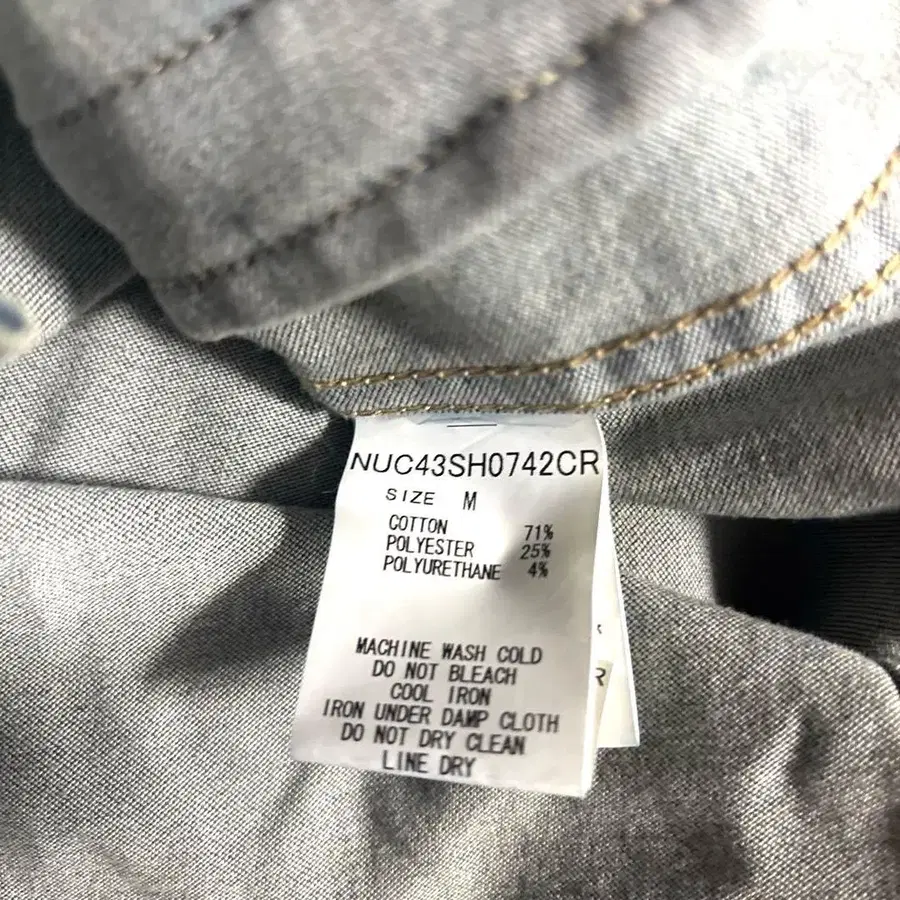 NUC43SH0742CR
SIZE M
COTTON 71%
POLYESTER 25%
POLYURETHANE 4%
MACHINE WASH COLD
DO NOT BLEACH
COOL IRON
IRON UNDER DAMP CLOTH
DO NOT DRY CLEAN
LINE DRY